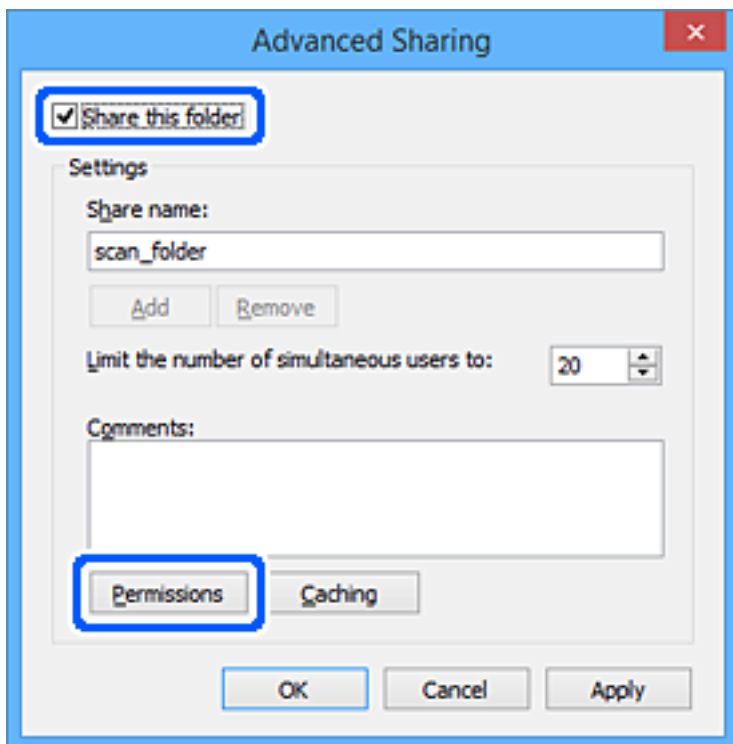 Advanced Sharing
Share this folder
Settings
Share name:
scan_folder
Add Remove
Limit the number of simultaneous users to: 20
Comments:
Permissions Caching
OK Cancel Apply